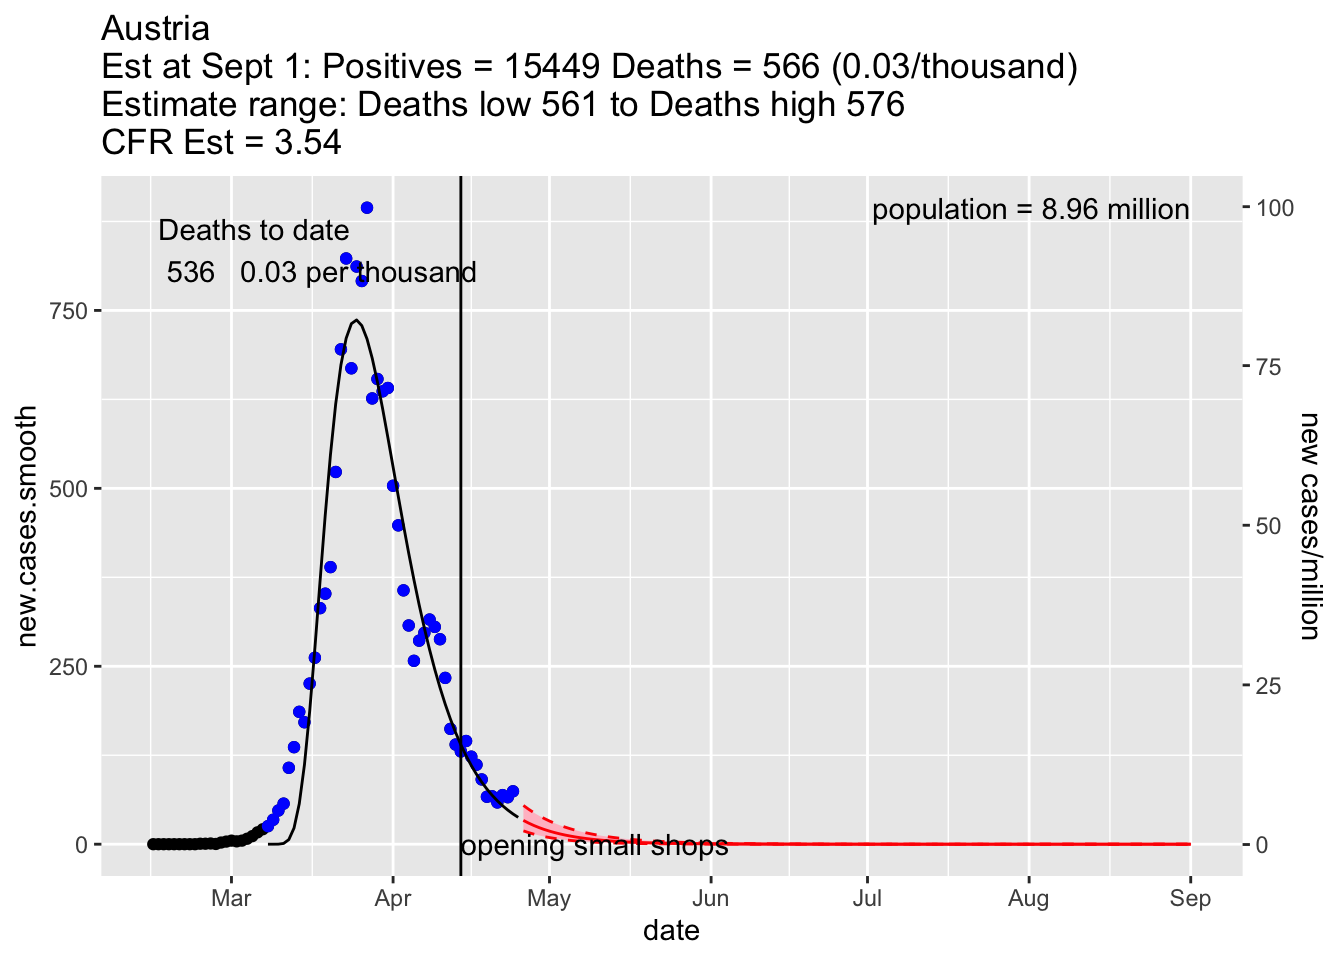 Austria
Est at Sept 1: Positives = 15449 Deaths = 566 (0.03/thousand)
Estimate range: Deaths low 561 to Deaths high 576
CFR Est = 3.54
population = 8.96 million
Deaths to date
536 0.03 per thousand
opening small shops
750
500
250
0
new.cases.smooth
100
75
50
25
0
new cases/million
Mar Apr May Jun Jul Aug Sep
date